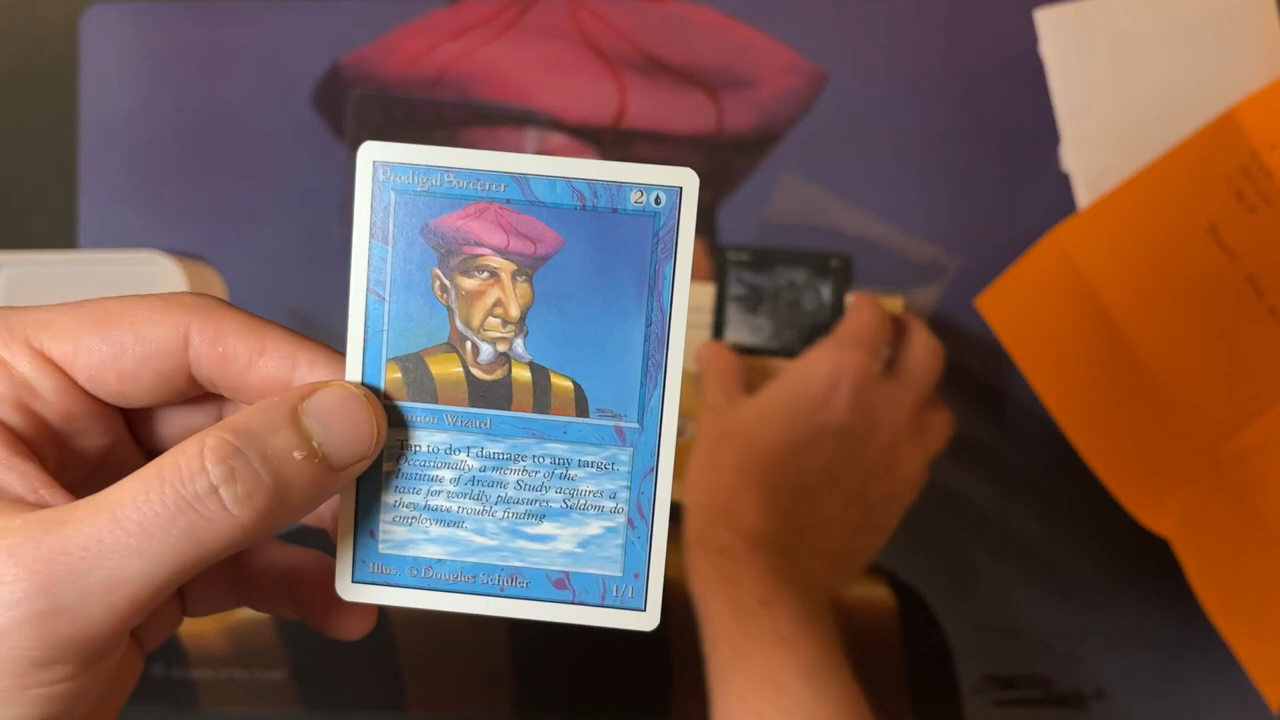 Prodigal Sorcerer
2
Wizard
Tap to do 1 damage to any target.
Occasionally a member of the
Institute of Arcane Study acquires a
taste for worldly pleasures. Seldom do
they have trouble finding
employment.
Illus. © Douglas Schuler
1/1